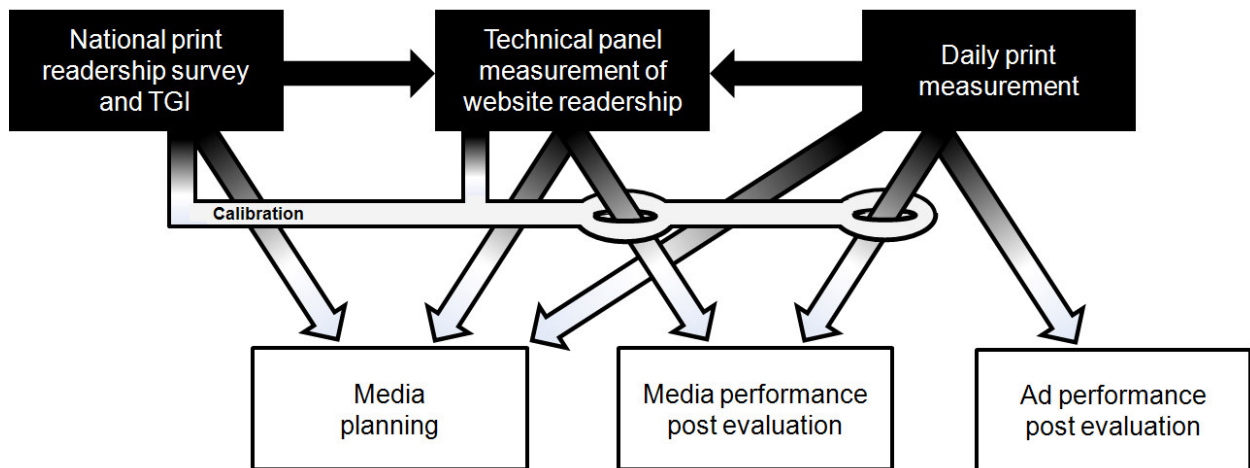 National print
readership survey
and TGI
Technical panel
measurement of
website readership
Daily print
measurement
Calibration
Media
planning
Media performance
post evaluation
Ad performance
post evaluation